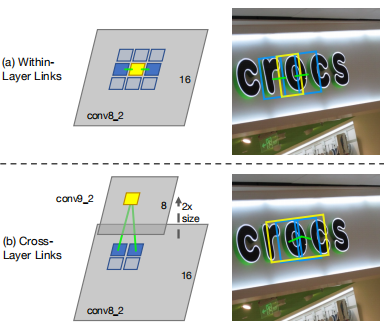 (a) Within-
Layer Links
16
conv8_2
crocs
conv9_2
8
2x
size
(b) Cross-
Layer Links
16
conv8_2
crocs